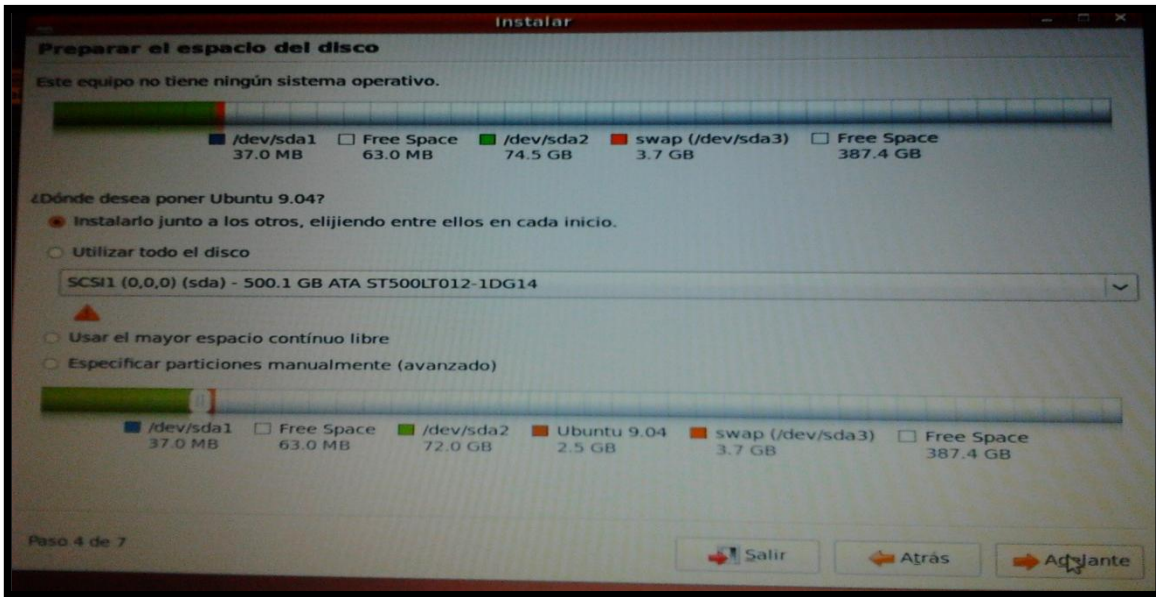 Instalar
Preparar el espacio del disco
Este equipo no tiene ningún sistema operativo.
/dev/sda1 Free Space /dev/sda2 swap (/dev/sda3) Free Space
37.0 MB 63.0 MB 74.5 GB 3.7 GB 387.4 GB
¿Dónde desea poner Ubuntu 9.04?
Instalarlo junto a los otros, elijiendo entre ellos en cada inicio.
Utilizar todo el disco
SCSI1 (0,0,0) (sda) - 500.1 GB ATA ST500LT012-1DG14
Usar el mayor espacio contínuo libre
Especificar particiones manualmente (avanzado)
/dev/sda1 Free Space /dev/sda2 Ubuntu 9.04 swap (/dev/sda3) Free Space
37.0 MB 63.0 MB 72.0 GB 2.5 GB 3.7 GB 387.4 GB
Paso 4 de 7
Salir Atrás Adelante